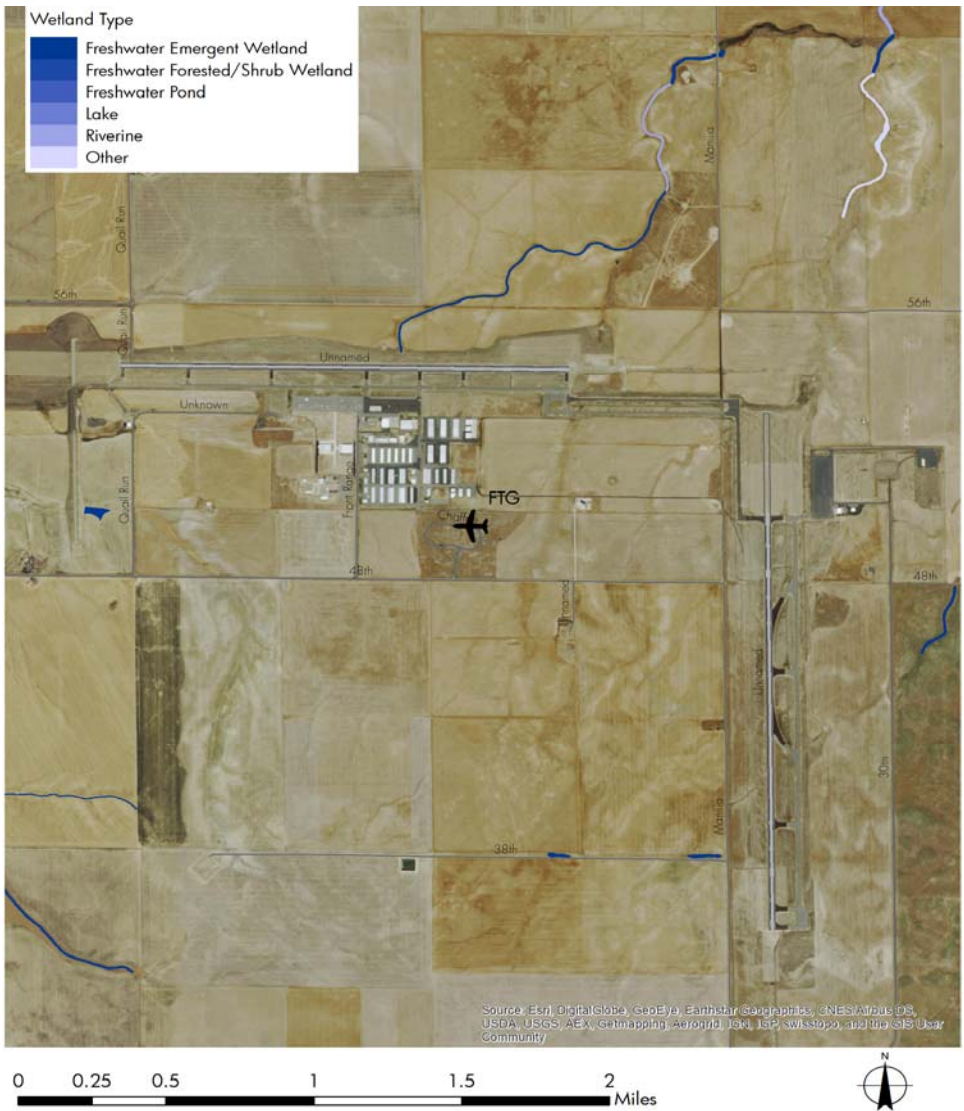 Wetland Type
Freshwater Emergent Wetland
Freshwater Forested/Shrub Wetland
Freshwater Pond
Lake
Riverine
Other
Manila
Quail Run
56th
56th
Quail Run
Unnamed
Unknown
Quail Run
Front Range
FTG
48th
48th
Unnamed
Unnamed
30th
Manila
38th
Source: Esri, DigitalGlobe, GeoEye, Earthstar Geographics, CNES/Airbus DS,
USDA, USGS, AEX, Getmapping, Aerogrid, IGN, IGP, swisstopo, and the GIS User
Community
N
0 0.25 0.5 1 1.5 2
Miles